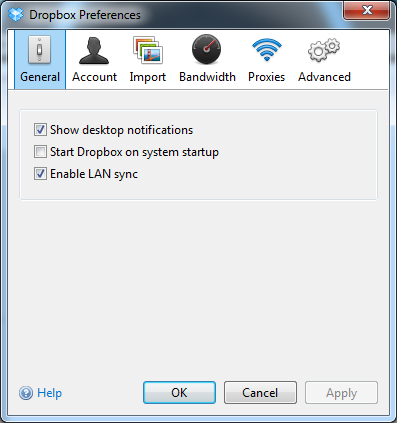 Dropbox Preferences
General Account Import Bandwidth Proxies Advanced
Show desktop notifications
Start Dropbox on system startup
Enable LAN sync
Help OK Cancel Apply